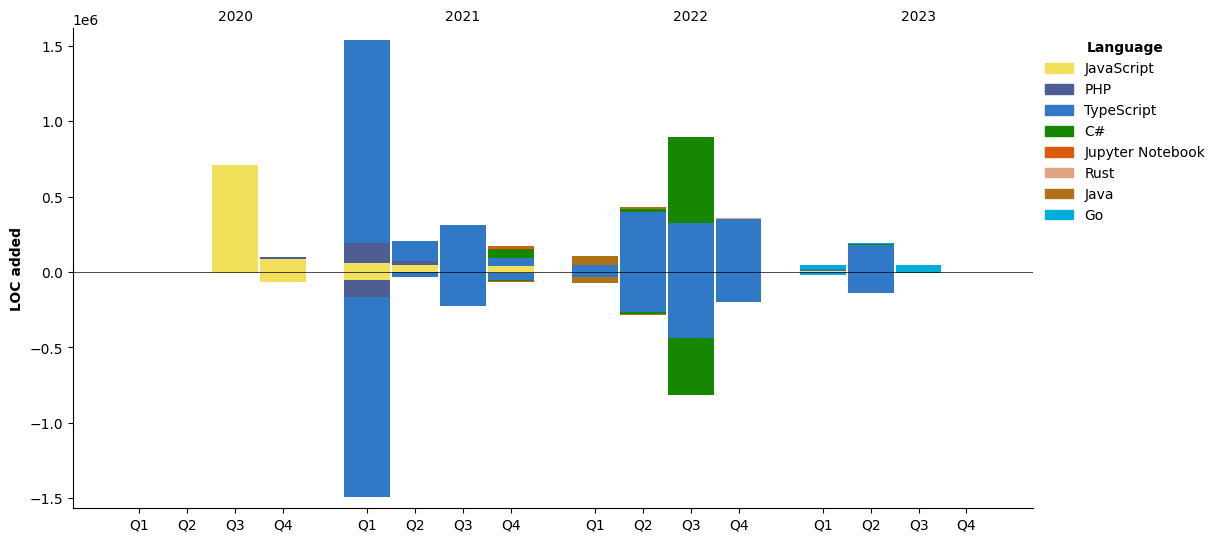 2020 2021 2022 2023
1e6
Language
JavaScript
PHP
TypeScript
C#
Jupyter Notebook
Rust
Java
Go
1.5
1.0
0.5
0.0
−0.5
−1.0
−1.5
LOC added
Q1 Q2 Q3 Q4 Q1 Q2 Q3 Q4 Q1 Q2 Q3 Q4 Q1 Q2 Q3 Q4